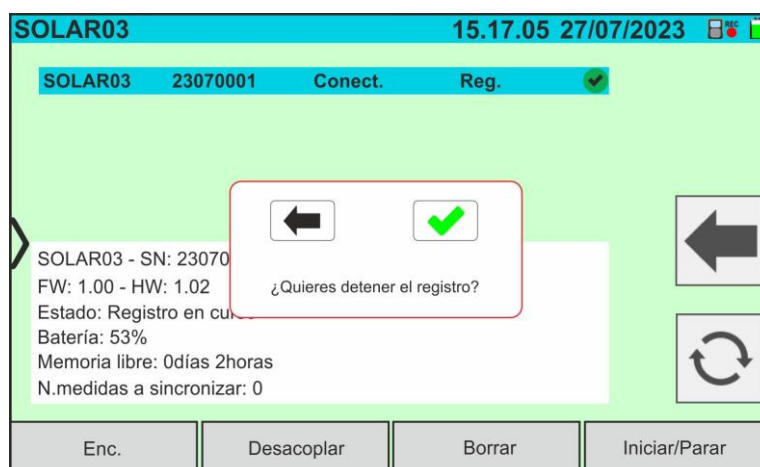 SOLAR03 15.17.05 27/07/2023 REC
SOLAR03 23070001 Conect. Reg.
¿Quieres detener el registro?
SOLAR03 - SN: 23070
FW: 1.00 - HW: 1.02
Estado: Registro en curso
Batería: 53%
Memoria libre: 0días 2horas
N.medidas a sincronizar: 0
Enc. Desacoplar Borrar Iniciar/Parar